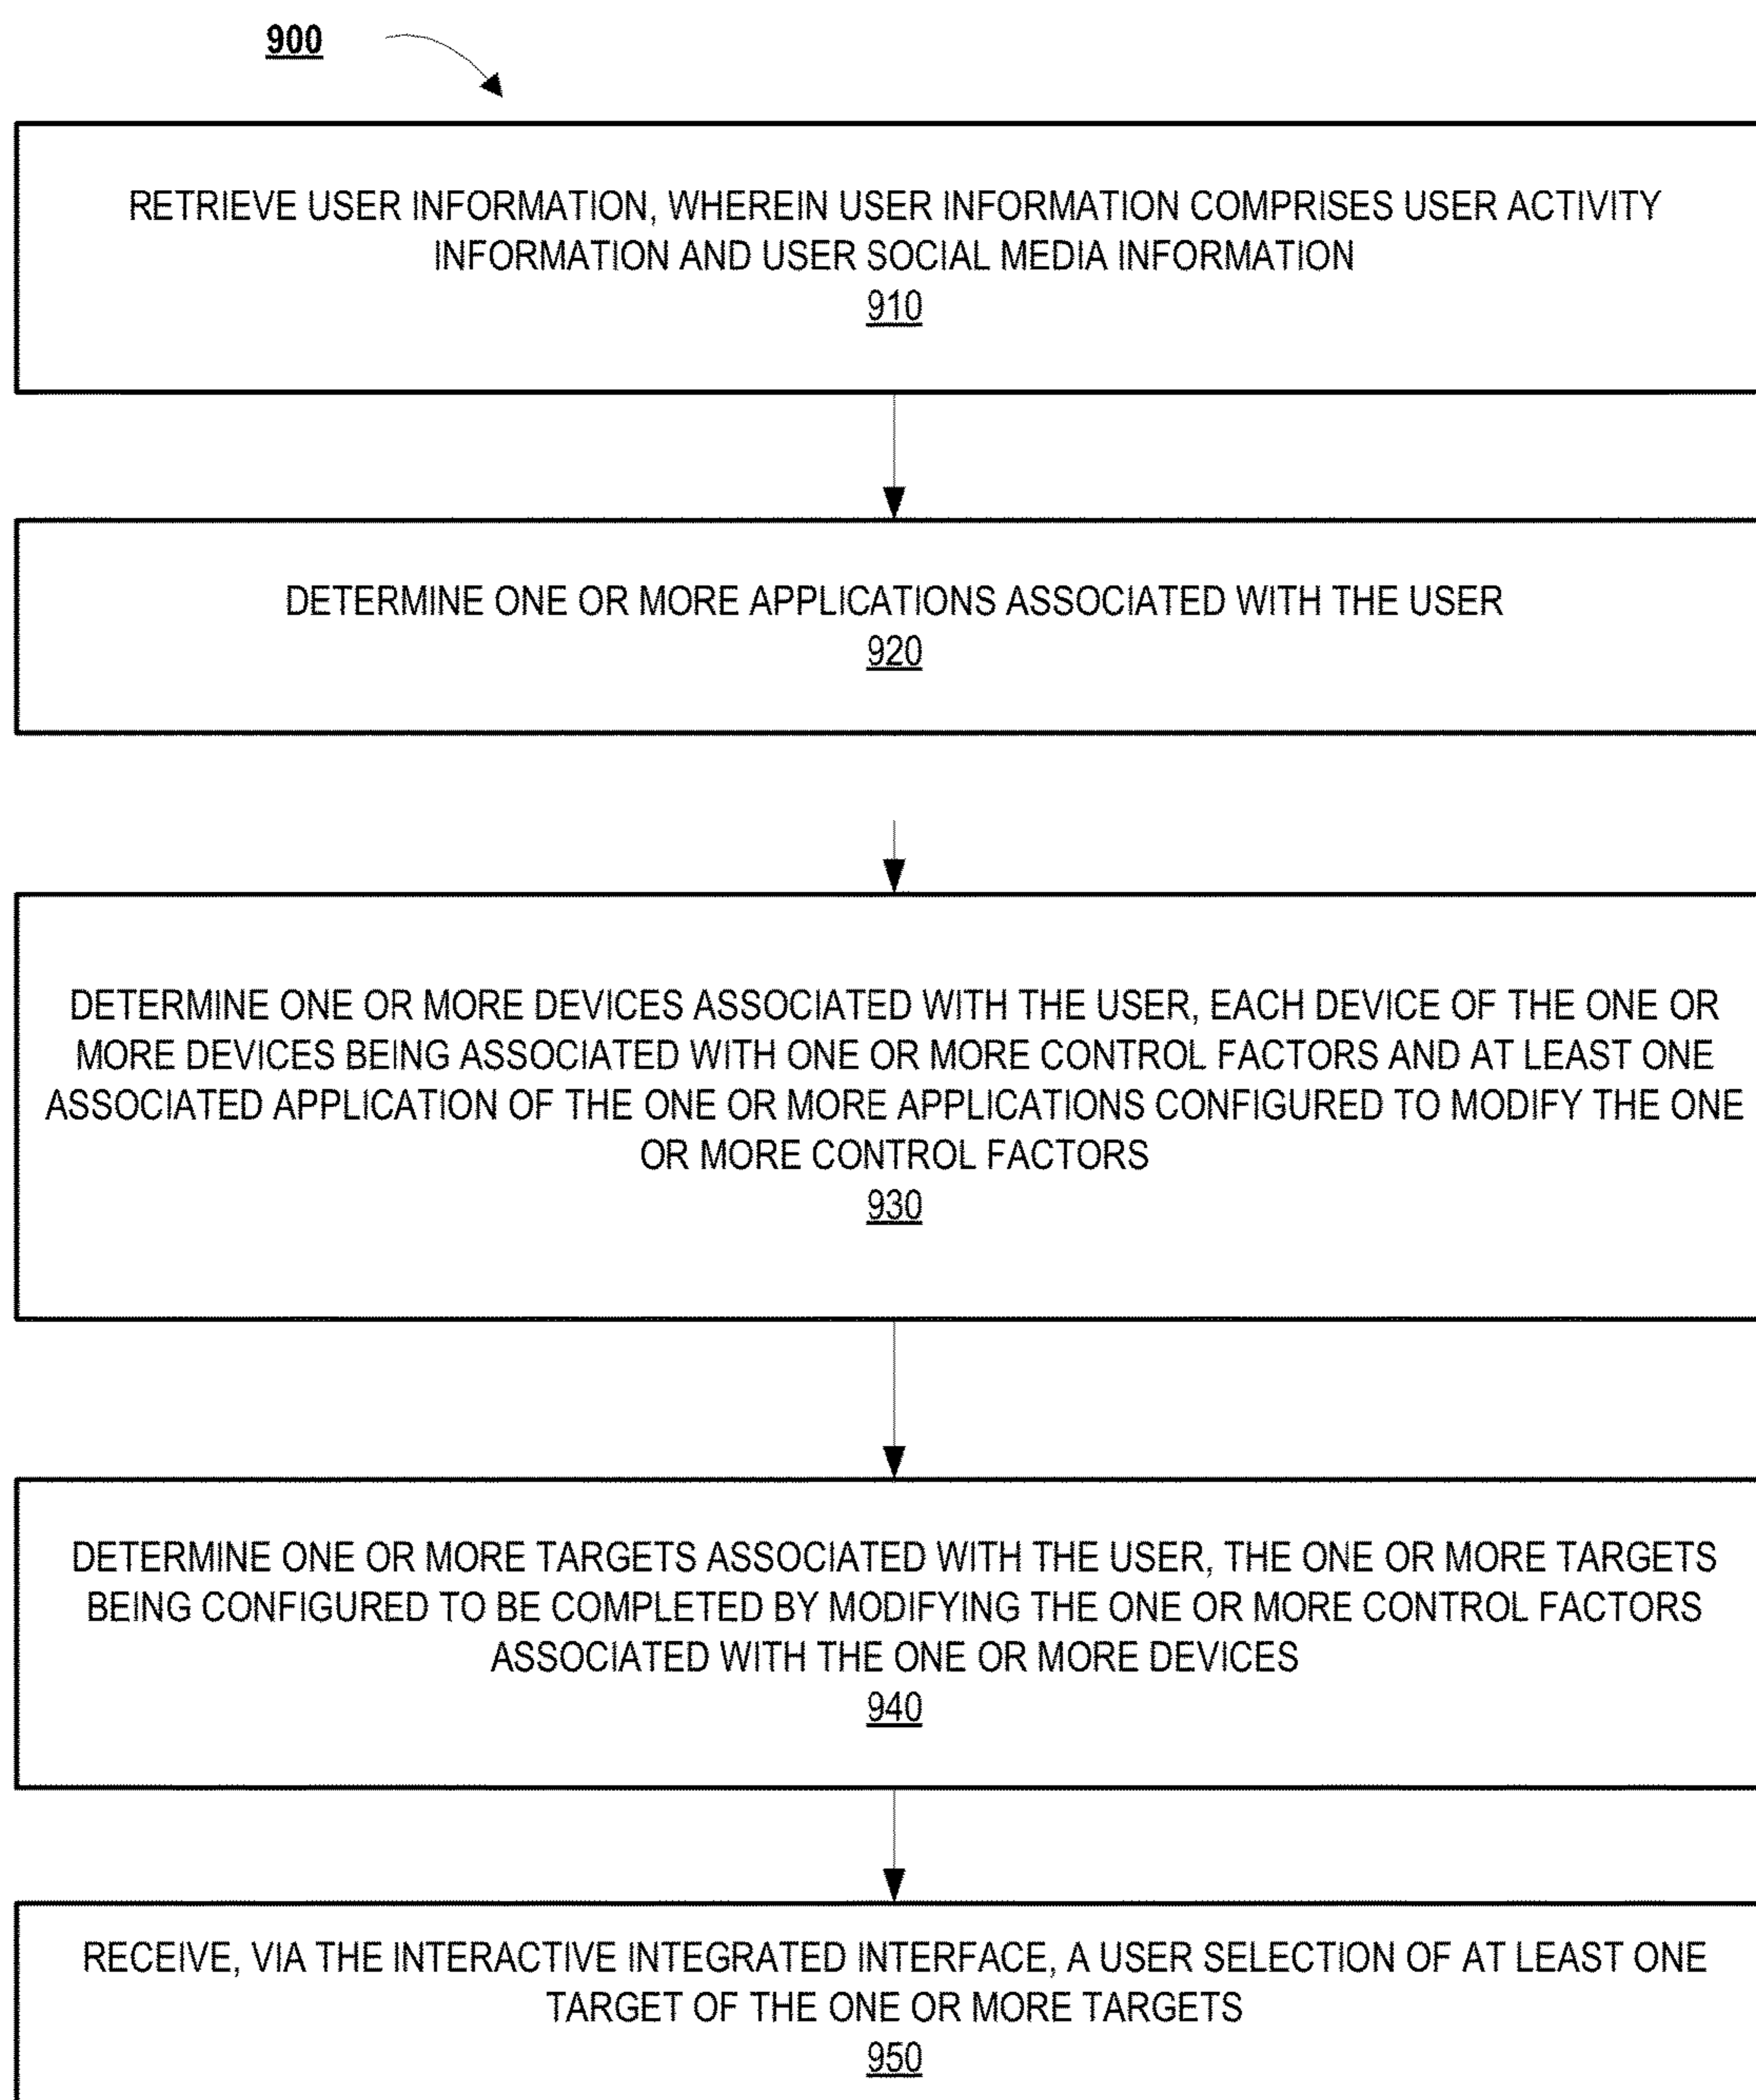 900
RETRIEVE USER INFORMATION, WHEREIN USER INFORMATION COMPRISES USER ACTIVITY
INFORMATION AND USER SOCIAL MEDIA INFORMATION
910
DETERMINE ONE OR MORE APPLICATIONS ASSOCIATED WITH THE USER
920
DETERMINE ONE OR MORE DEVICES ASSOCIATED WITH THE USER, EACH DEVICE OF THE ONE OR
MORE DEVICES BEING ASSOCIATED WITH ONE OR MORE CONTROL FACTORS AND AT LEAST ONE
ASSOCIATED APPLICATION OF THE ONE OR MORE APPLICATIONS CONFIGURED TO MODIFY THE ONE
OR MORE CONTROL FACTORS
930
DETERMINE ONE OR MORE TARGETS ASSOCIATED WITH THE USER, THE ONE OR MORE TARGETS
BEING CONFIGURED TO BE COMPLETED BY MODIFYING THE ONE OR MORE CONTROL FACTORS
ASSOCIATED WITH THE ONE OR MORE DEVICES
940
RECEIVE, VIA THE INTERACTIVE INTEGRATED INTERFACE, A USER SELECTION OF AT LEAST ONE
TARGET OF THE ONE OR MORE TARGETS
950